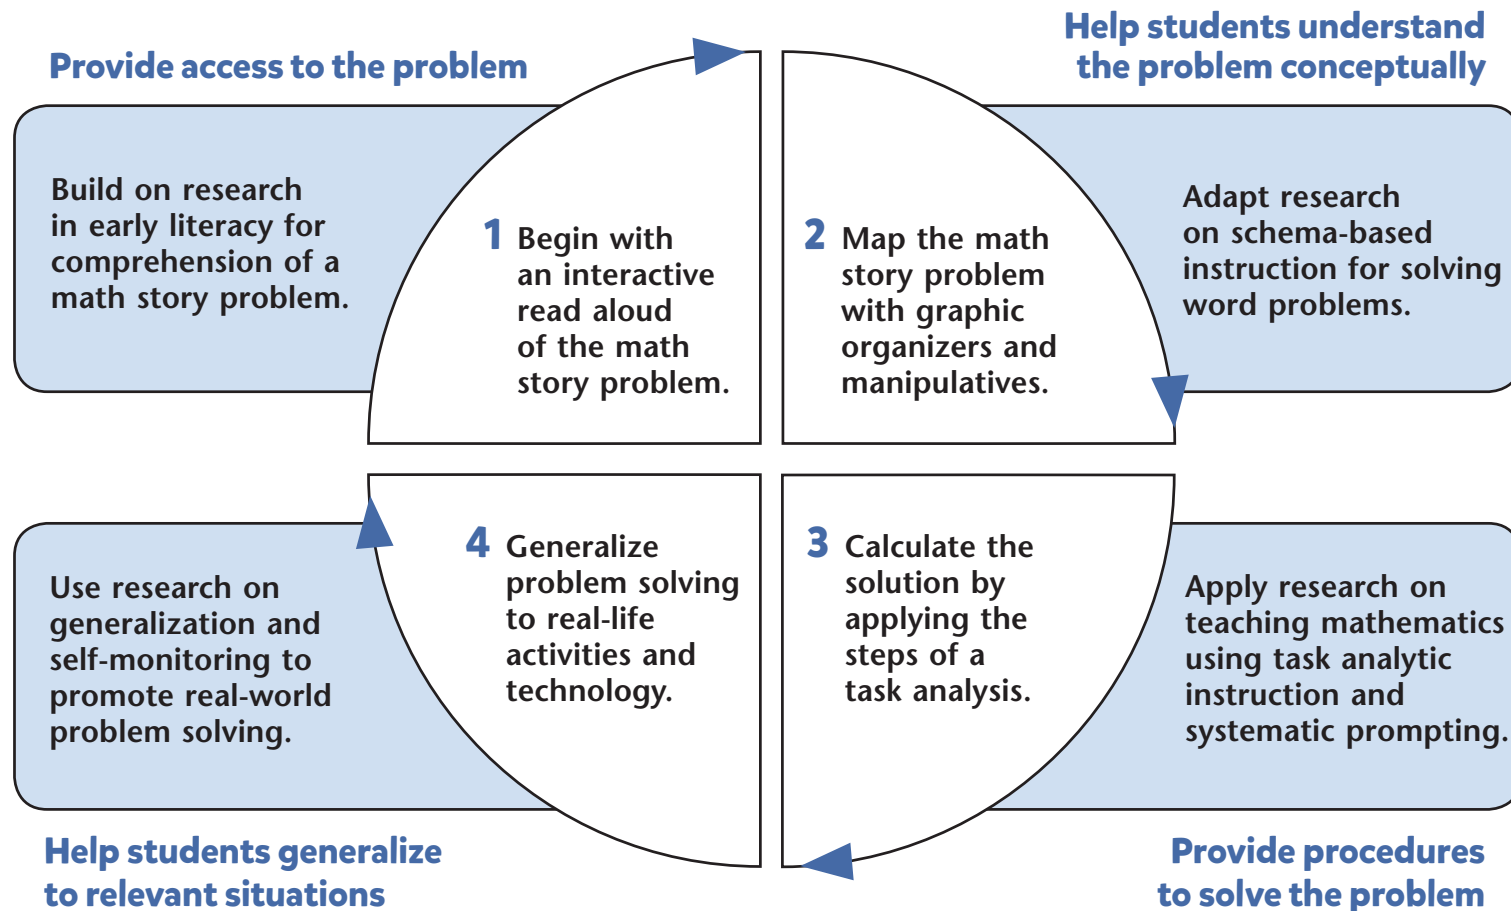 Provide access to the problem
Build on research
in early literacy for
comprehension of a
math story problem.
1 Begin with
an interactive
read aloud
of the math
story problem.
Help students understand
the problem conceptually
2 Map the math
story problem
with graphic
organizers and
manipulatives.
Adapt research
on schema-based
instruction for solving
word problems.
3 Calculate the
solution by
applying the
steps of a
task analysis.
Apply research on
teaching mathematics
using task analytic
instruction and
systematic prompting.
Provide procedures
to solve the problem
4 Generalize
problem solving
to real-life
activities and
technology.
Use research on
generalization and
self-monitoring to
promote real-world
problem solving.
Help students generalize
to relevant situations